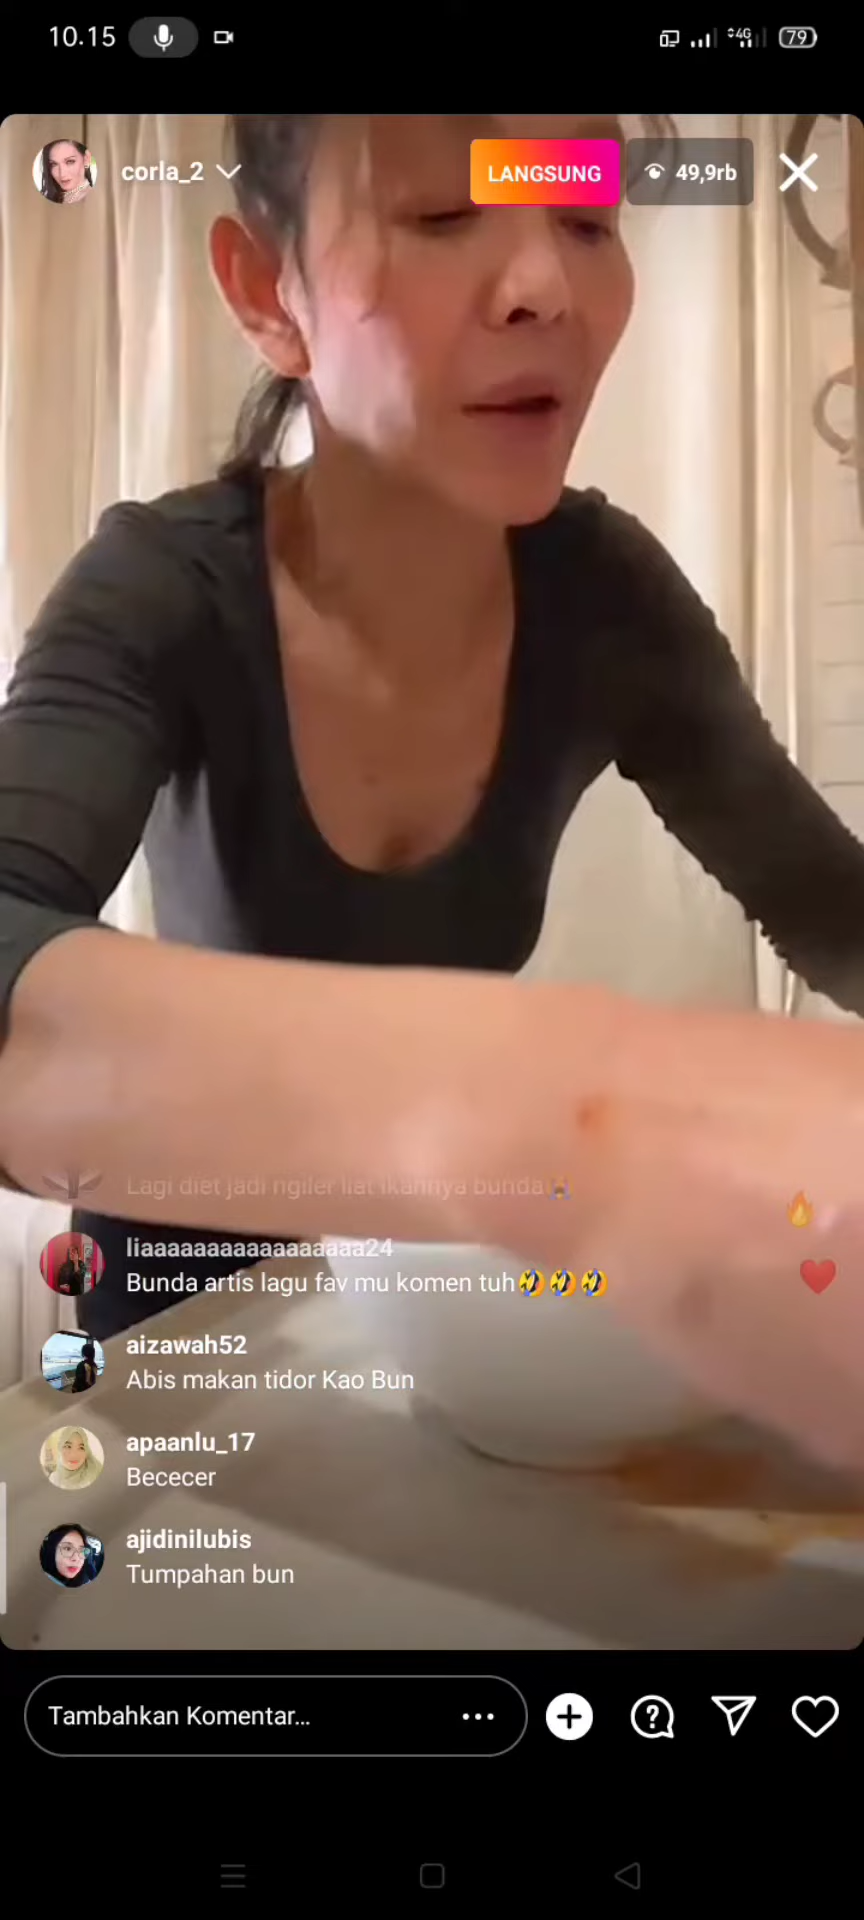 10.15
4G
79
corla_2
LANGSUNG
49,9rb
Lagi diet jadi ngiler liat ikannya bunda😭
liaaaaaaaaaaaaaaaaa24
Bunda artis lagu fav mu komen tuh🤣🤣🤣
aizawah52
Abis makan tidor Kao Bun
apaanlu_17
Bececer
ajidinilubis
Tumpahan bun
Tambahkan Komentar...